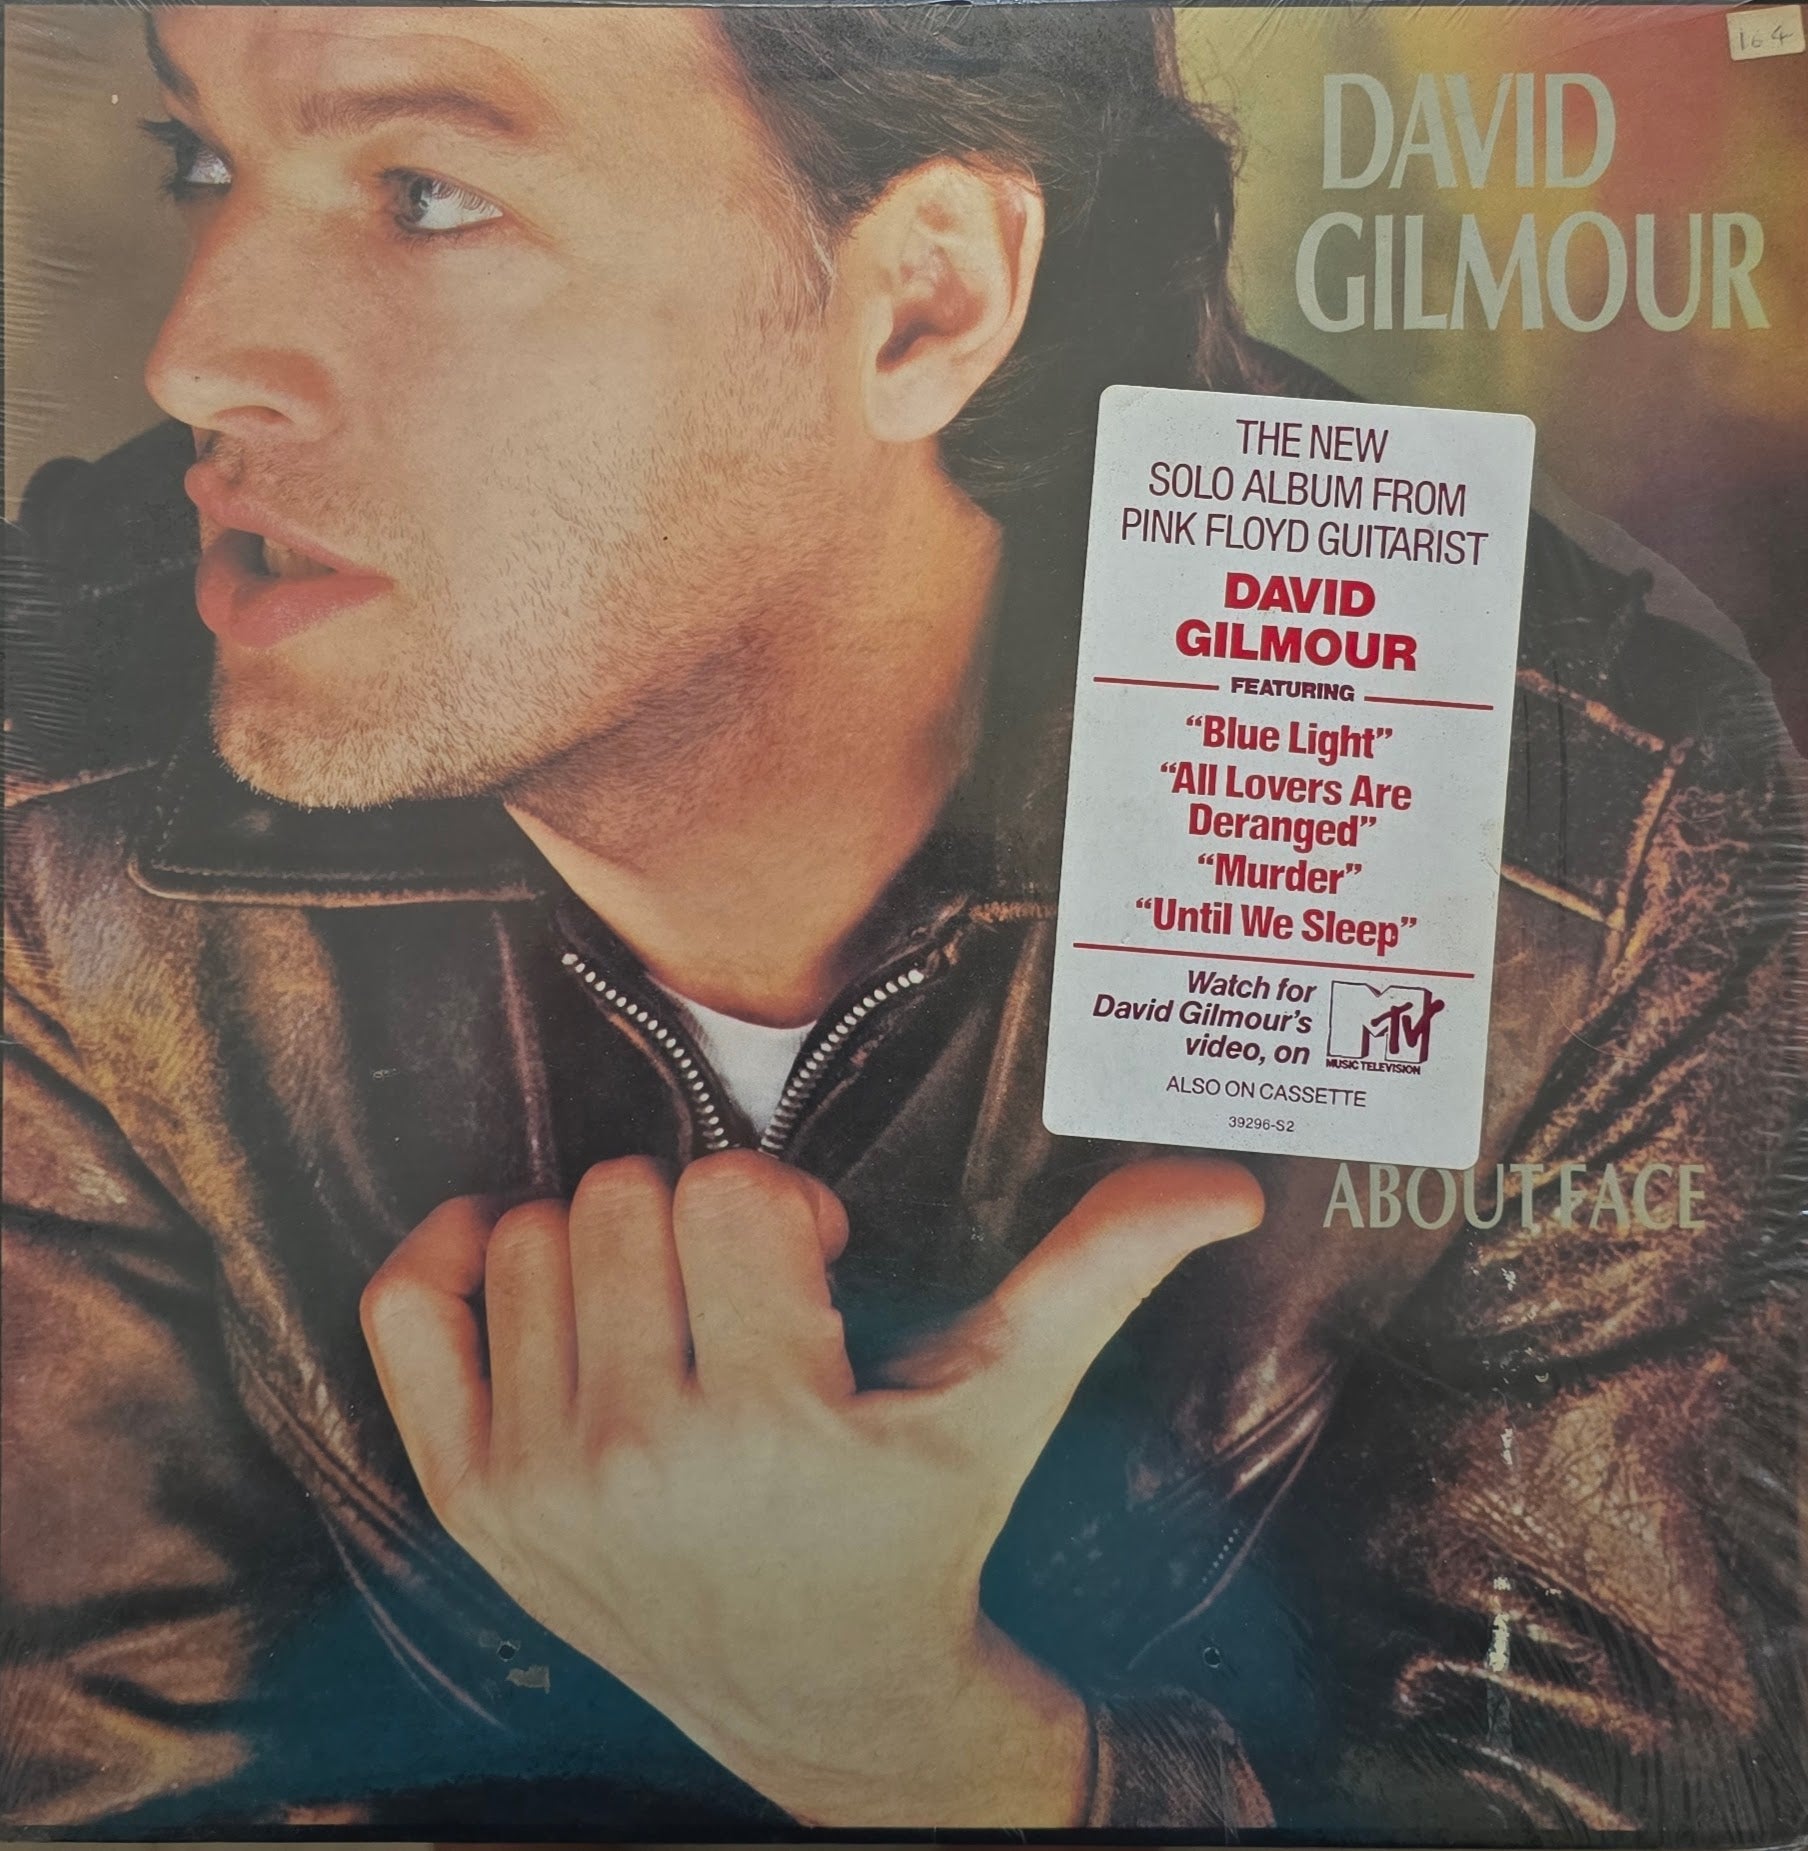 164
DAVID
GILMOUR
THE NEW
SOLO ALBUM FROM
PINK FLOYD GUITARIST
DAVID
GILMOUR
FEATURING
“Blue Light”
“All Lovers Are
Deranged”
“Murder”
“Until We Sleep”
Watch for
David Gilmour’s
video, on
MTV
MUSIC TELEVISION
ALSO ON CASSETTE
39296-S2
ABOUT FACE